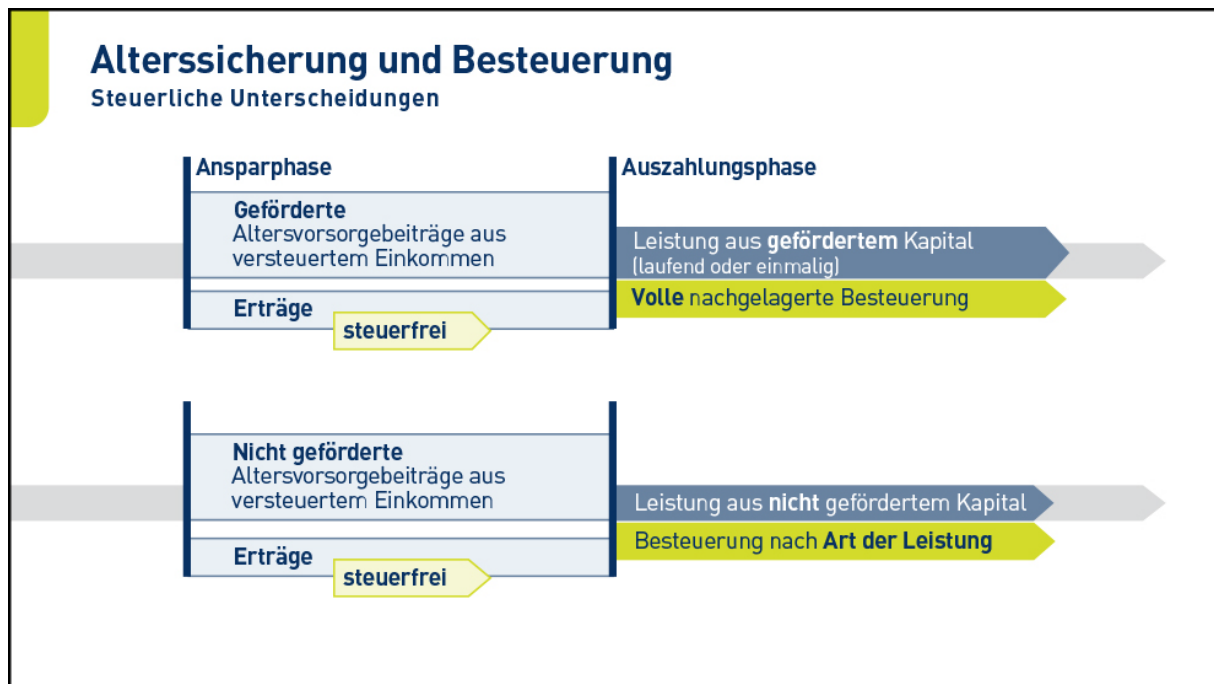 Alterssicherung und Besteuerung
Steuerliche Unterscheidungen
Ansparphase
Auszahlungsphase
Geförderte
Altersvorsorgebeiträge aus
versteuertem Einkommen
Leistung aus gefördertem Kapital
(laufend oder einmalig)
Volle nachgelagerte Besteuerung
Erträge
steuerfrei
Nicht geförderte
Altersvorsorgebeiträge aus
versteuertem Einkommen
Leistung aus nicht gefördertem Kapital
Besteuerung nach Art der Leistung
Erträge
steuerfrei